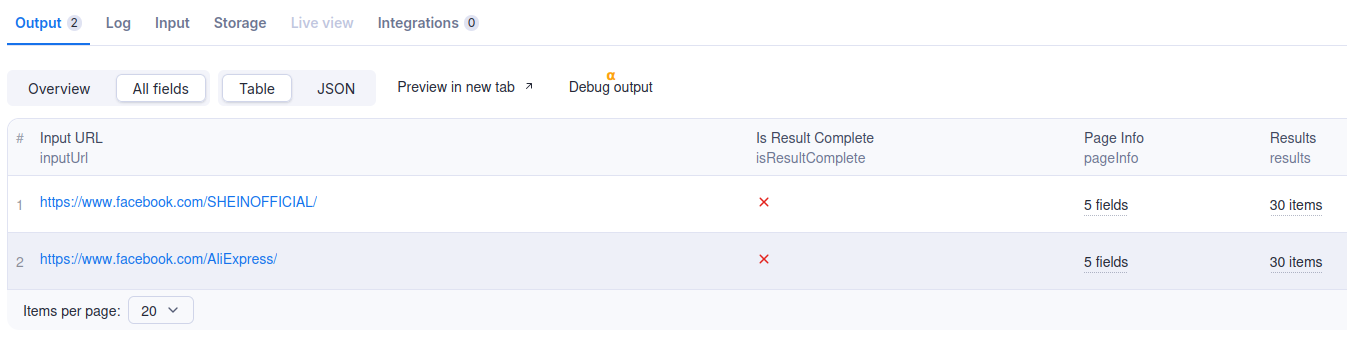 Output 2 Log Input Storage Live view Integrations 0
α
Overview All fields Table JSON Preview in new tab Debug output
# Input URL Is Result Complete Page Info Results
inputUrl isResultComplete pageInfo results
1 https://www.facebook.com/SHEINOFFICIAL/ 5 fields 30 items
2 https://www.facebook.com/AliExpress/ 5 fields 30 items
Items per page: 20